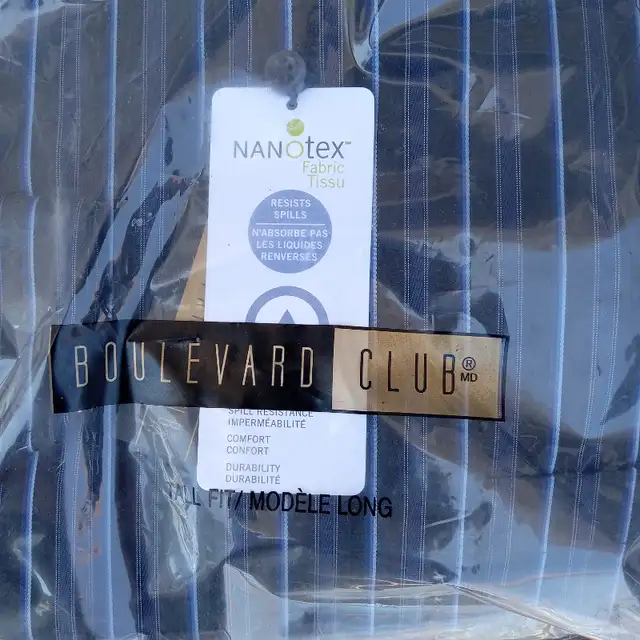 NANOtex™
Fabric
Tissu
RESISTS
SPILLS
N'ABSORBE PAS
LES LIQUIDES
RENVERSÉS
BOULEVARD CLUB® MD
SPILL RESISTANCE
IMPERMÉABILITÉ
COMFORT
CONFORT
DURABILITY
DURABILITÉ
TALL FIT/ MODÈLE LONG